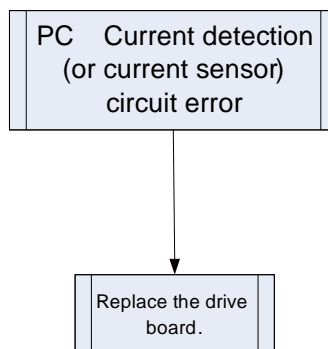 PC Current detection
(or current sensor)
circuit error
Replace the drive
board.